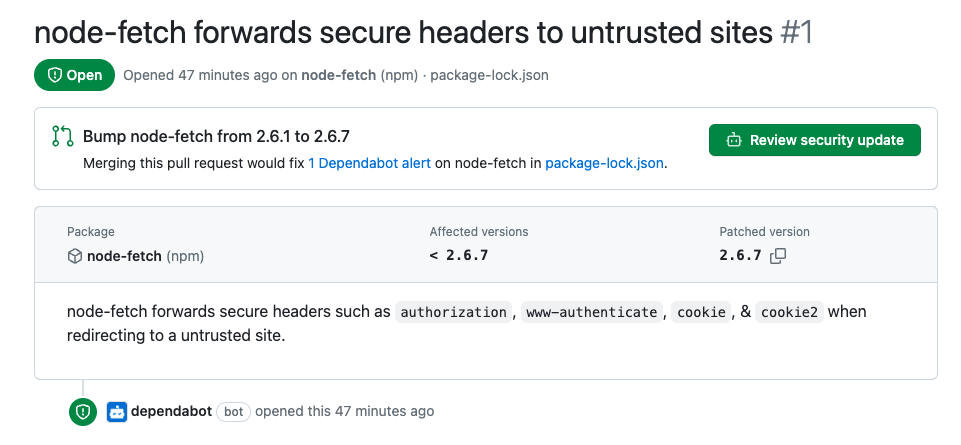 node-fetch forwards secure headers to untrusted sites #1
Open Opened 47 minutes ago on node-fetch (npm) · package-lock.json
Bump node-fetch from 2.6.1 to 2.6.7
Merging this pull request would fix 1 Dependabot alert on node-fetch in package-lock.json.
Review security update
Package Affected versions Patched version
node-fetch (npm) < 2.6.7 2.6.7
node-fetch forwards secure headers such as authorization, www-authenticate, cookie, & cookie2 when
redirecting to a untrusted site.
dependabot bot opened this 47 minutes ago